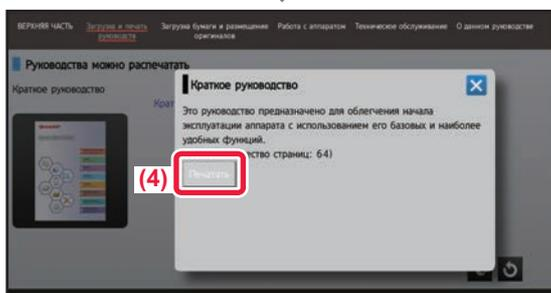 ВЕРХНЯЯ ЧАСТЬ Загрузка и печать руководств Загрузка бумаги и размещение оригиналов Работа с аппаратом Техническое обслуживание О данном руководстве
Руководства можно распечатать
Краткое руководство
Крат
Краткое руководство
Это руководство предназначено для облегчения начала
эксплуатации аппарата с использованием его базовых и наиболее
удобных функций.
ество страниц: 64)
(4)
Печатать